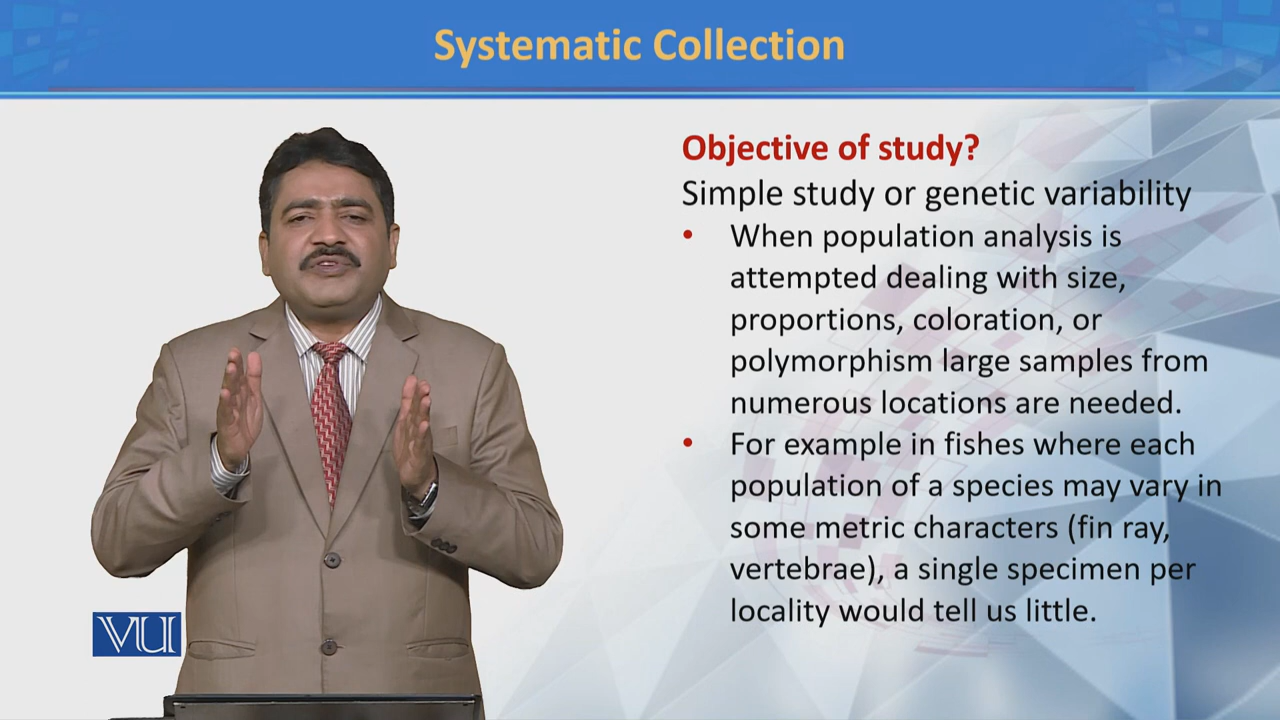 Systematic Collection
Objective of study?
Simple study or genetic variability
• When population analysis is
attempted dealing with size,
proportions, coloration, or
polymorphism large samples from
numerous locations are needed.
• For example in fishes where each
population of a species may vary in
some metric characters (fin ray,
vertebrae), a single specimen per
locality would tell us little.
VU